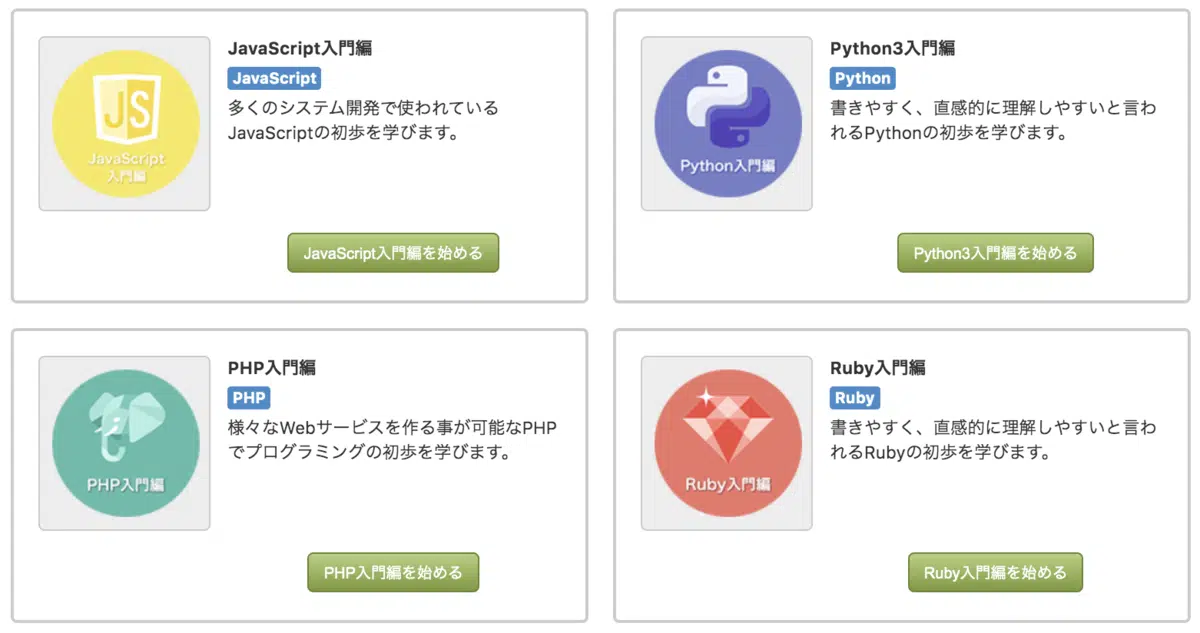 JavaScript入門編
JavaScript
多くのシステム開発で使われている
JavaScriptの初歩を学びます。
JS
JavaScript
入門編
JavaScript入門編を始める
Python3入門編
Python
書きやすく、直感的に理解しやすいと言わ
れるPythonの初歩を学びます。
Python入門編
Python3入門編を始める
PHP入門編
PHP
様々なWebサービスを作る事が可能なPHP
でプログラミングの初歩を学びます。
PHP入門編
PHP入門編を始める
Ruby入門編
Ruby
書きやすく、直感的に理解しやすいと言わ
れるRubyの初歩を学びます。
Ruby入門編
Ruby入門編を始める